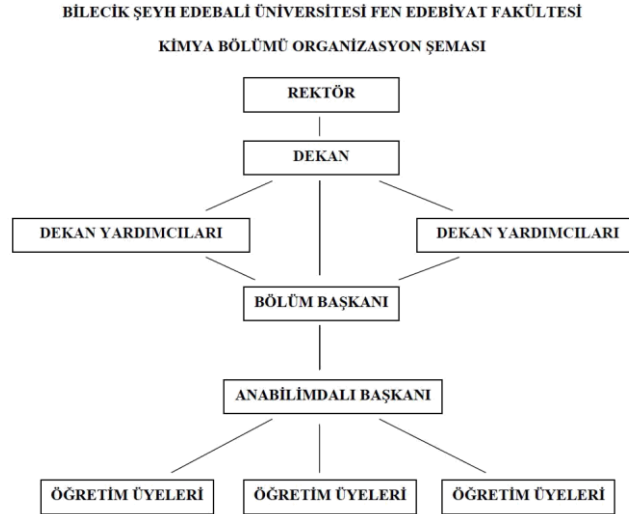 BİLECİK ŞEYH EDEBALİ ÜNİVERSİTESİ FEN EDEBİYAT FAKÜLTESİ
KİMYA BÖLÜMÜ ORGANİZASYON ŞEMASI
REKTÖR
DEKAN
DEKAN YARDIMCILARI
DEKAN YARDIMCILARI
BÖLÜM BAŞKANI
ANABİLİMDALI BAŞKANI
ÖĞRETİM ÜYELERİ
ÖĞRETİM ÜYELERİ
ÖĞRETİM ÜYELERİ